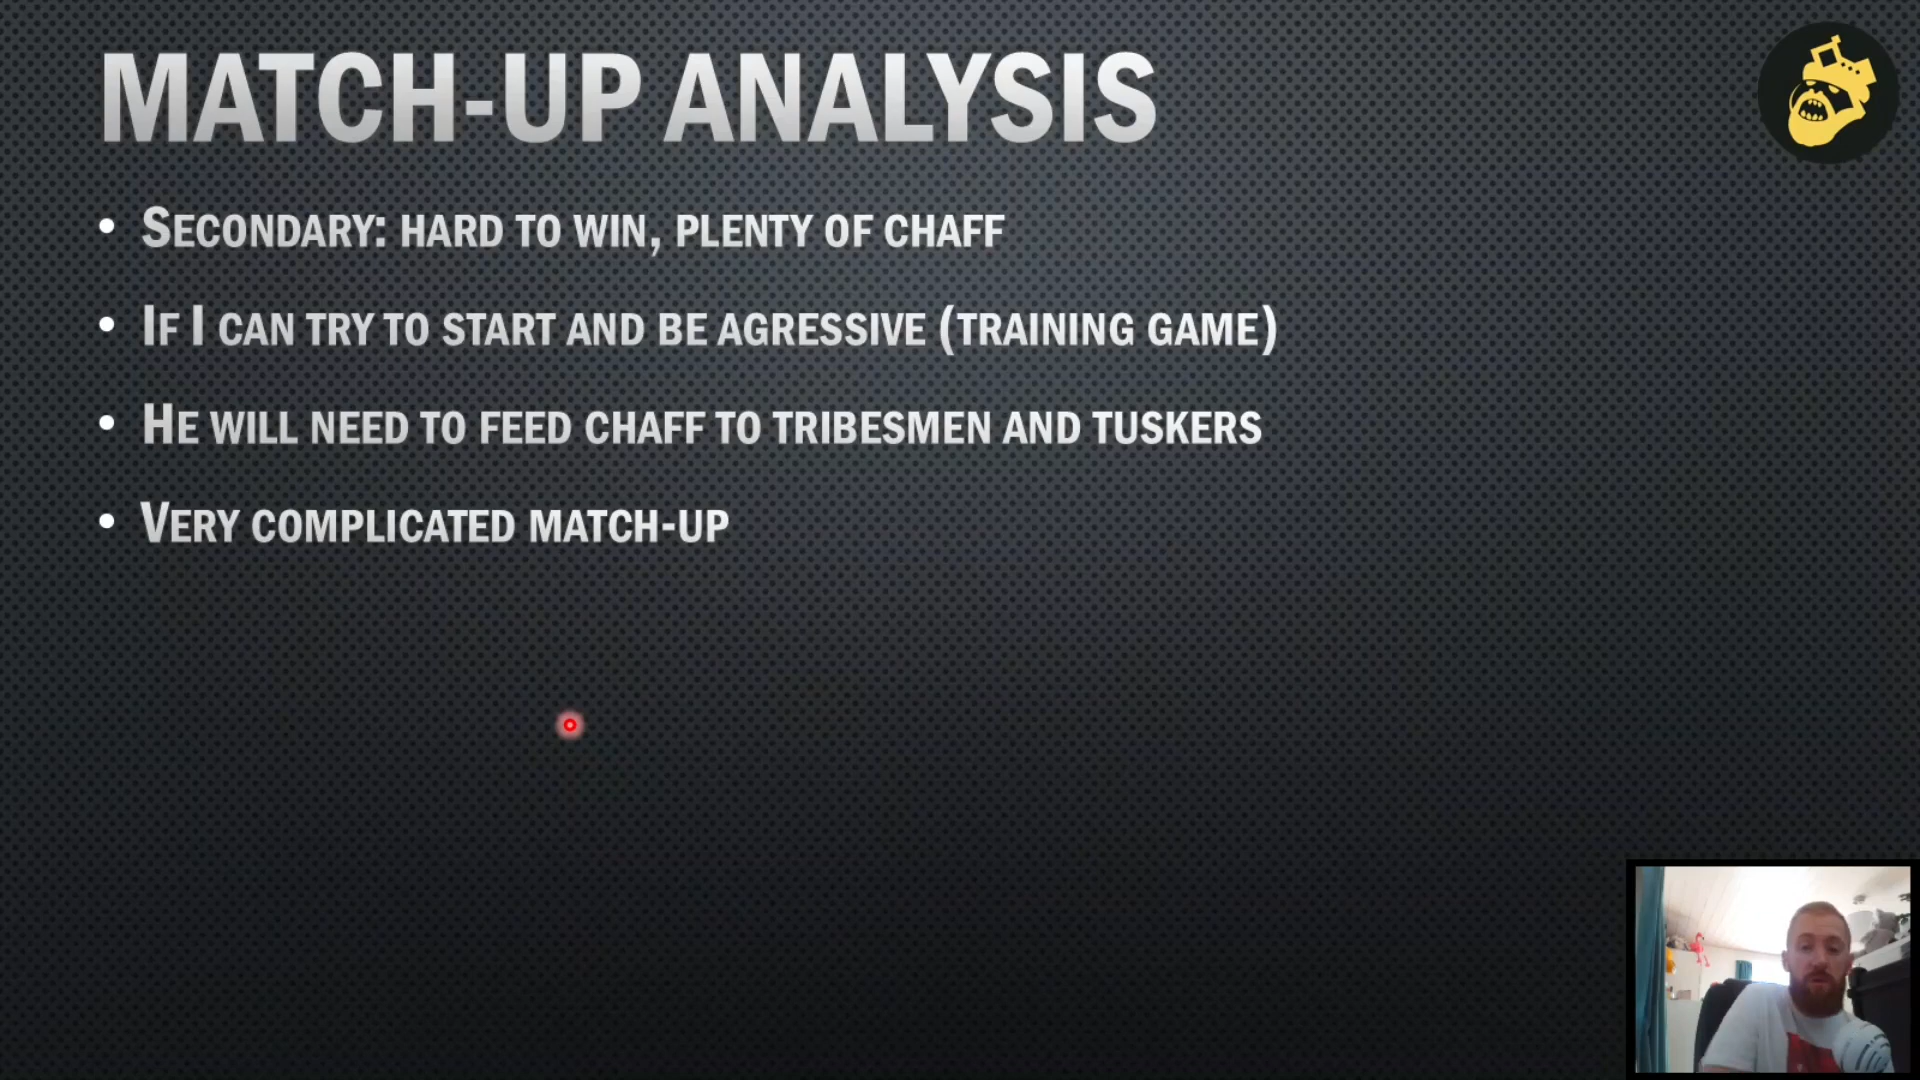 MATCH-UP ANALYSIS
• SECONDARY: HARD TO WIN, PLENTY OF CHAFF
• IF I CAN TRY TO START AND BE AGRESSIVE (TRAINING GAME)
• HE WILL NEED TO FEED CHAFF TO TRIBESMEN AND TUSKERS
• VERY COMPLICATED MATCH-UP